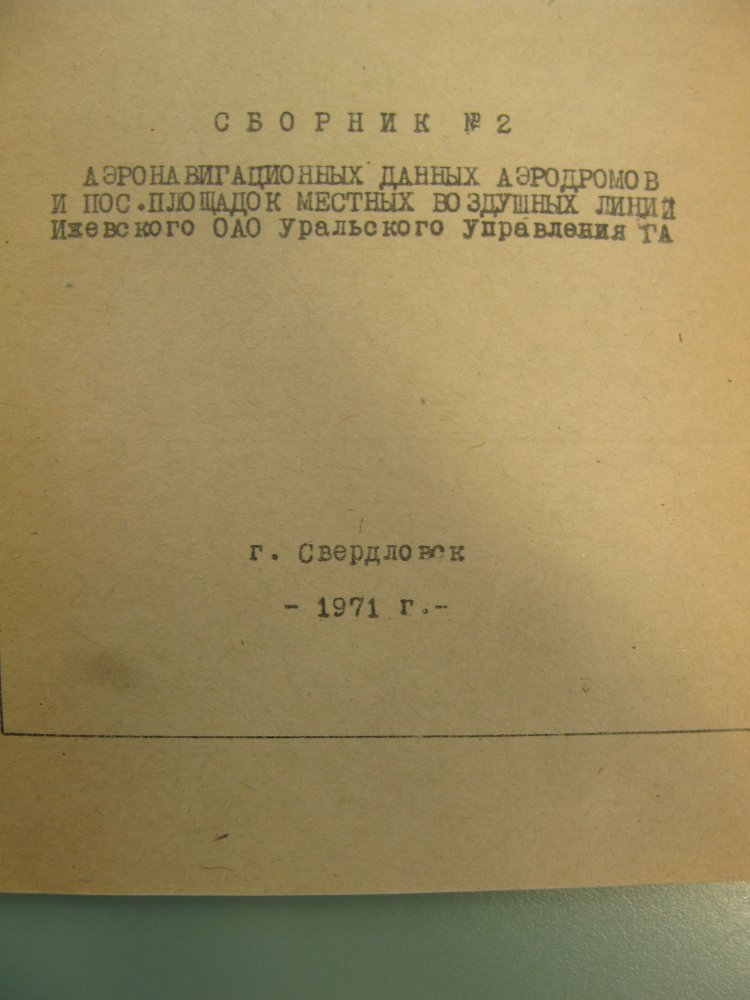 СБОРНИК №2
АЭРОНАВИГАЦИОННЫХ ДАННЫХ АЭРОДРОМОВ
И ПОС.ПЛОЩАДОК МЕСТНЫХ ВОЗДУШНЫХ ЛИНИЙ
Ижевского ОАО Уральского Управления ГА
г. Свердловск
- 1971 г.-